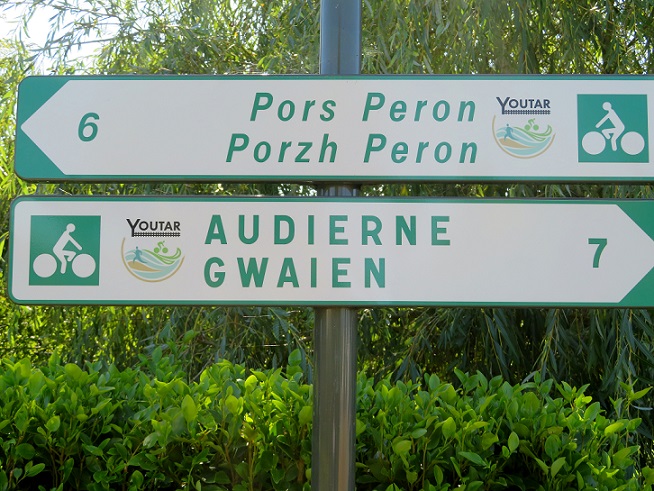 6
Pors Peron
Porzh Peron
YOUTAR
YOUTAR
AUDIERNE
GWAIEN
7